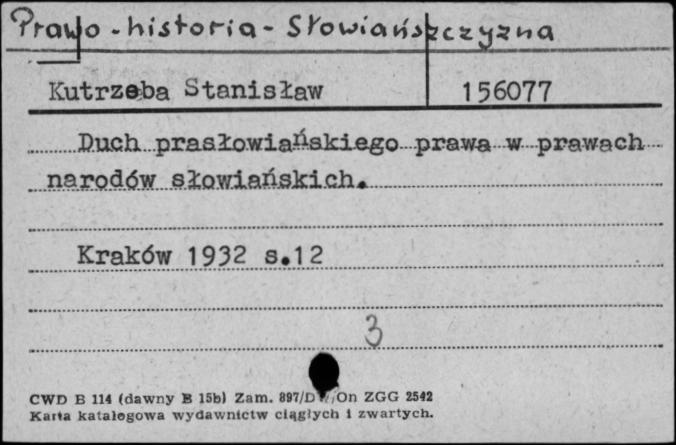 Prawo - historia - Słowiańszczyzna
Kutrzeba Stanisław 156077
Duch prasłowiańskiego prawa w prawach
narodów słowiańskich.
Kraków 1932 s.12
3
CWD B 114 (dawny B 15b) Zam. 897/D On ZGG 2542
Karta katalogowa wydawnictw ciągłych i zwartych.